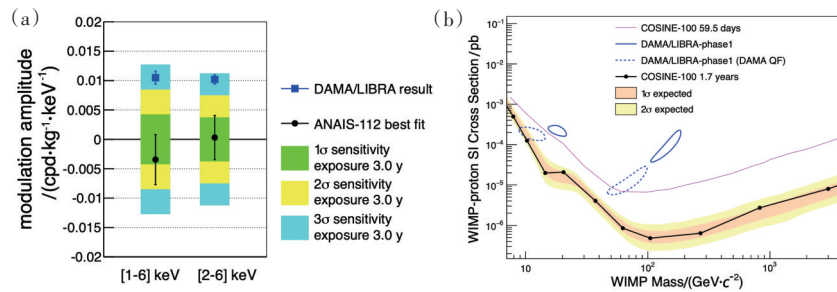 (a)
modulation amplitude
/(cpd·kg⁻¹·keV⁻¹)
0.02
0.015
0.01
0.005
0
-0.005
-0.01
-0.015
-0.02
[1-6] keV
[2-6] keV
DAMA/LIBRA result
ANAIS-112 best fit
1σ sensitivity
exposure 3.0 y
2σ sensitivity
exposure 3.0 y
3σ sensitivity
exposure 3.0 y
(b)
WIMP-proton SI Cross Section/pb
10⁻¹
10⁻²
10⁻³
10⁻⁴
10⁻⁵
10⁻⁶
10
10²
10³
WIMP Mass/(GeV·c⁻²)
COSINE-100 59.5 days
DAMA/LIBRA-phase1
DAMA/LIBRA-phase1 (DAMA QF)
COSINE-100 1.7 years
1σ expected
2σ expected